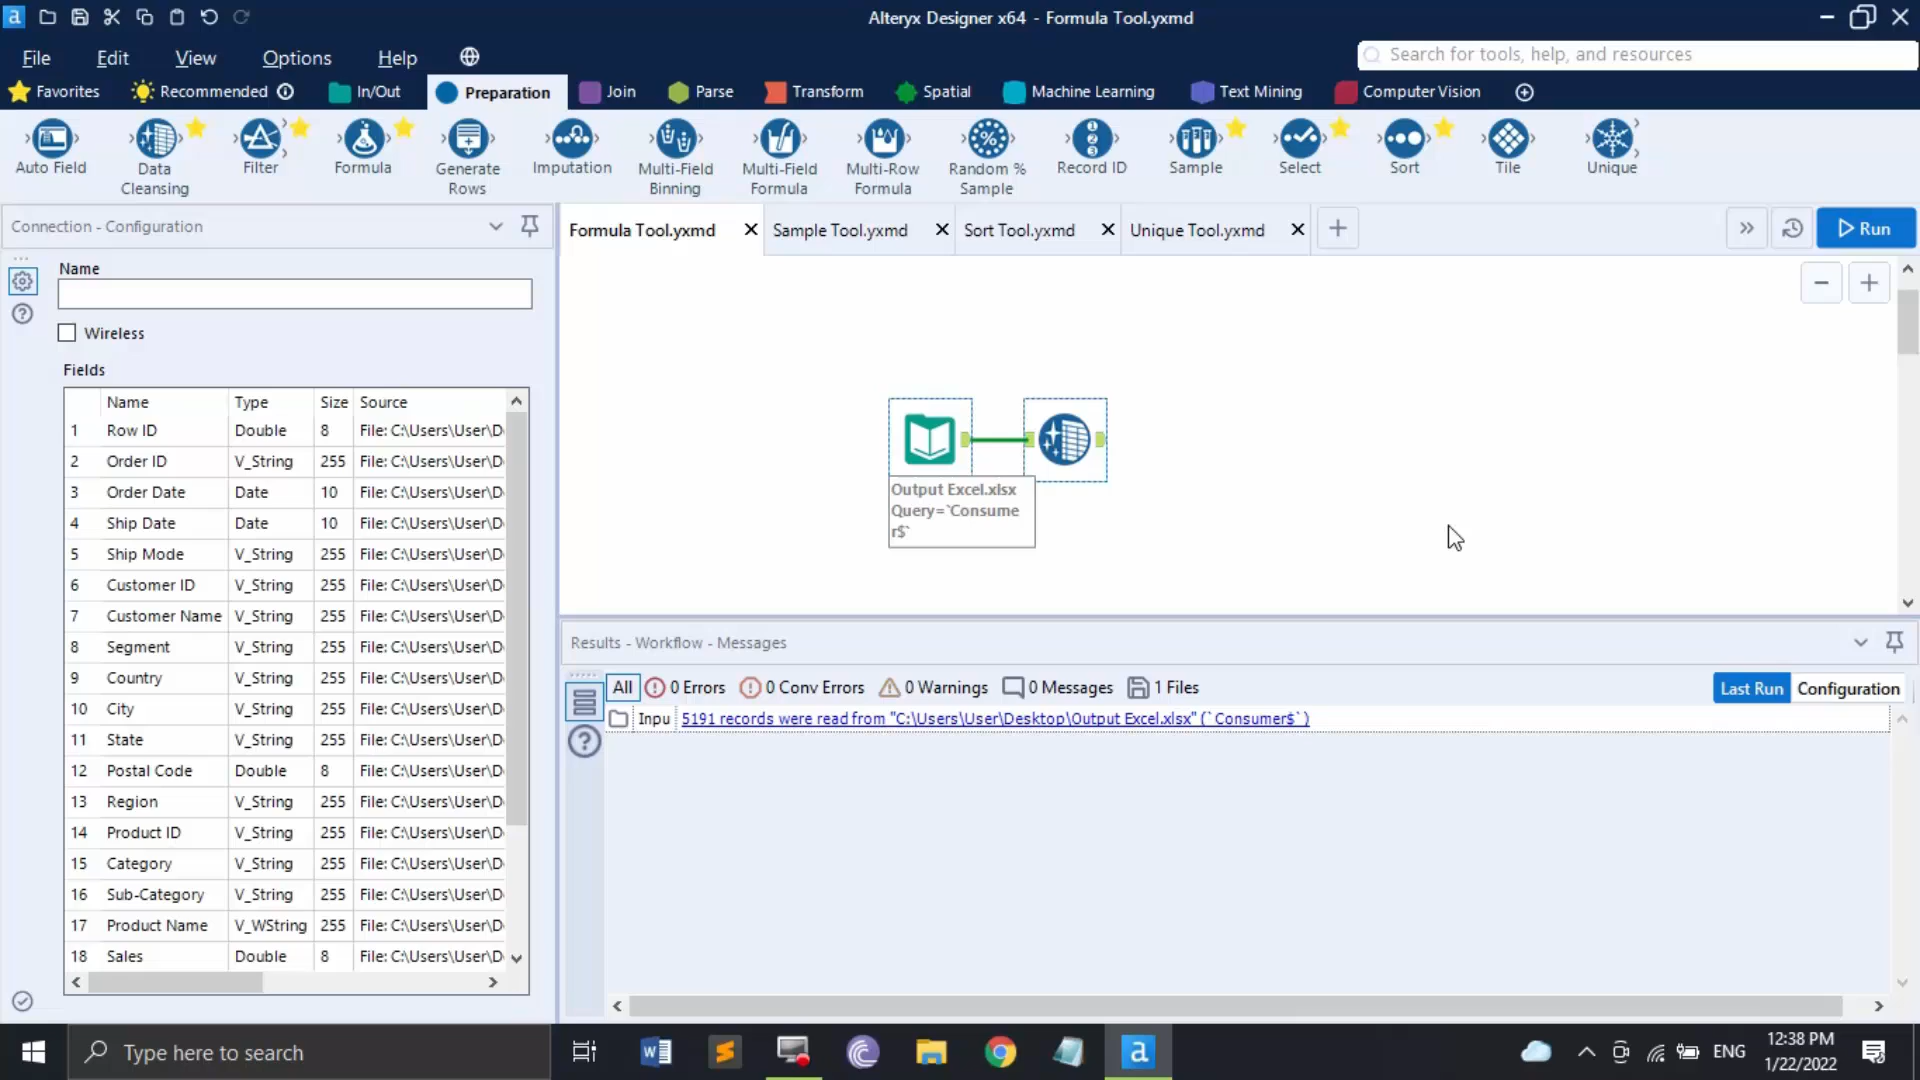 Alteryx Designer x64 - Formula Tool.yxmd
File Edit View Options Help
Search for tools, help, and resources
Favorites Recommended In/Out Preparation Join Parse Transform Spatial Machine Learning Text Mining Computer Vision
Auto Field
Data Cleansing
Filter
Formula
Generate Rows
Imputation
Multi-Field Binning
Multi-Field Formula
Multi-Row Formula
Random % Sample
Record ID
Sample
Select
Sort
Tile
Unique
Connection - Configuration
Name
Wireless
Fields
Name Type Size Source
1 Row ID Double 8 File: C:\Users\User\D
2 Order ID V_String 255 File: C:\Users\User\D
3 Order Date Date 10 File: C:\Users\User\D
4 Ship Date Date 10 File: C:\Users\User\D
5 Ship Mode V_String 255 File: C:\Users\User\D
6 Customer ID V_String 255 File: C:\Users\User\D
7 Customer Name V_String 255 File: C:\Users\User\D
8 Segment V_String 255 File: C:\Users\User\D
9 Country V_String 255 File: C:\Users\User\D
10 City V_String 255 File: C:\Users\User\D
11 State V_String 255 File: C:\Users\User\D
12 Postal Code Double 8 File: C:\Users\User\D
13 Region V_String 255 File: C:\Users\User\D
14 Product ID V_String 255 File: C:\Users\User\D
15 Category V_String 255 File: C:\Users\User\D
16 Sub-Category V_String 255 File: C:\Users\User\D
17 Product Name V_WString 255 File: C:\Users\User\D
18 Sales Double 8 File: C:\Users\User\D
Formula Tool.yxmd Sample Tool.yxmd Sort Tool.yxmd Unique Tool.yxmd
Run
Output Excel.xlsx
Query=`Consume
r$`
Results - Workflow - Messages
All 0 Errors 0 Conv Errors 0 Warnings 0 Messages 1 Files Last Run Configuration
Inpu 5191 records were read from "C:\Users\User\Desktop\Output Excel.xlsx" (`Consumer$`)
Type here to search
ENG
12:38 PM
1/22/2022